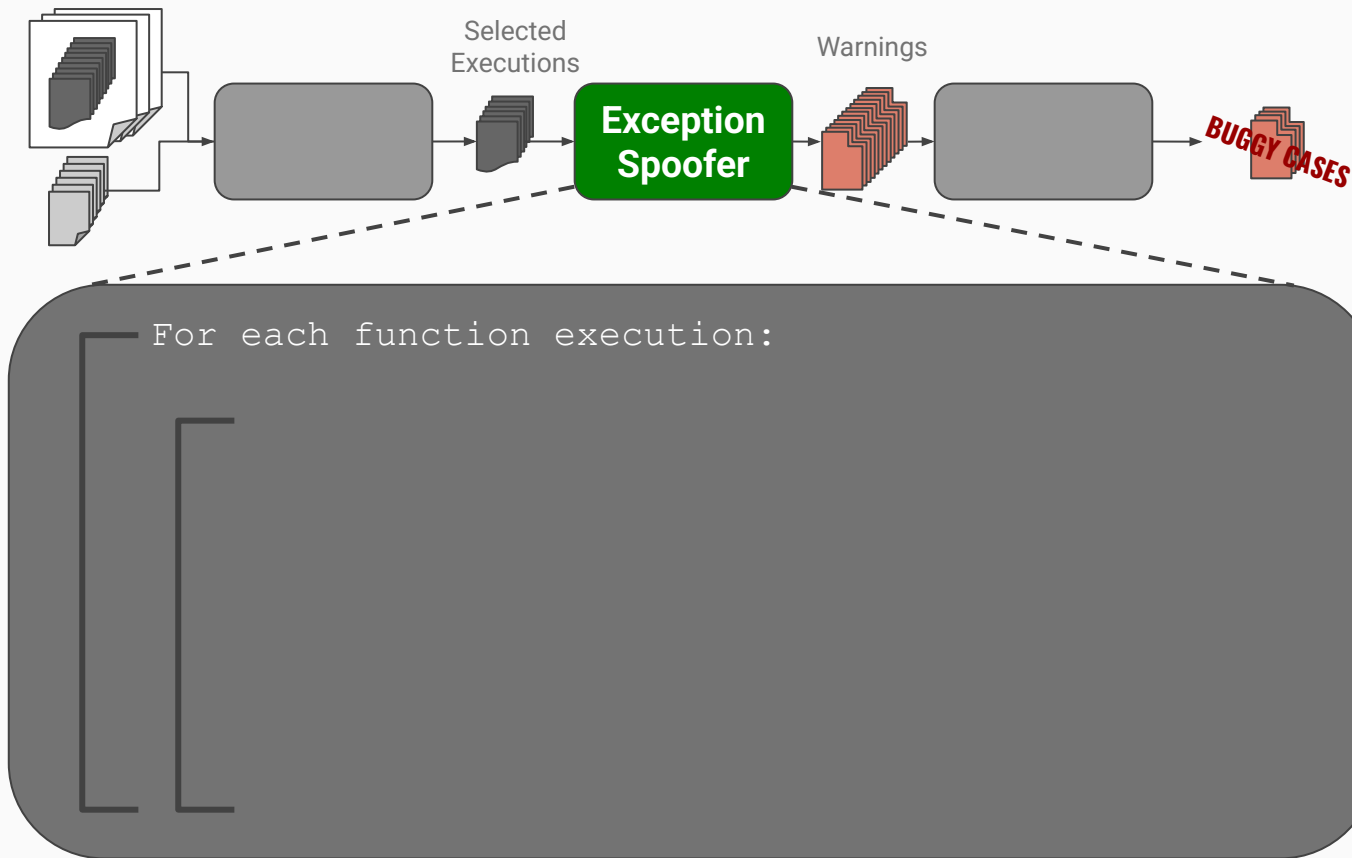 Selected
Executions
Exception
Spoofer
Warnings
BUGGY CASES
For each function execution: